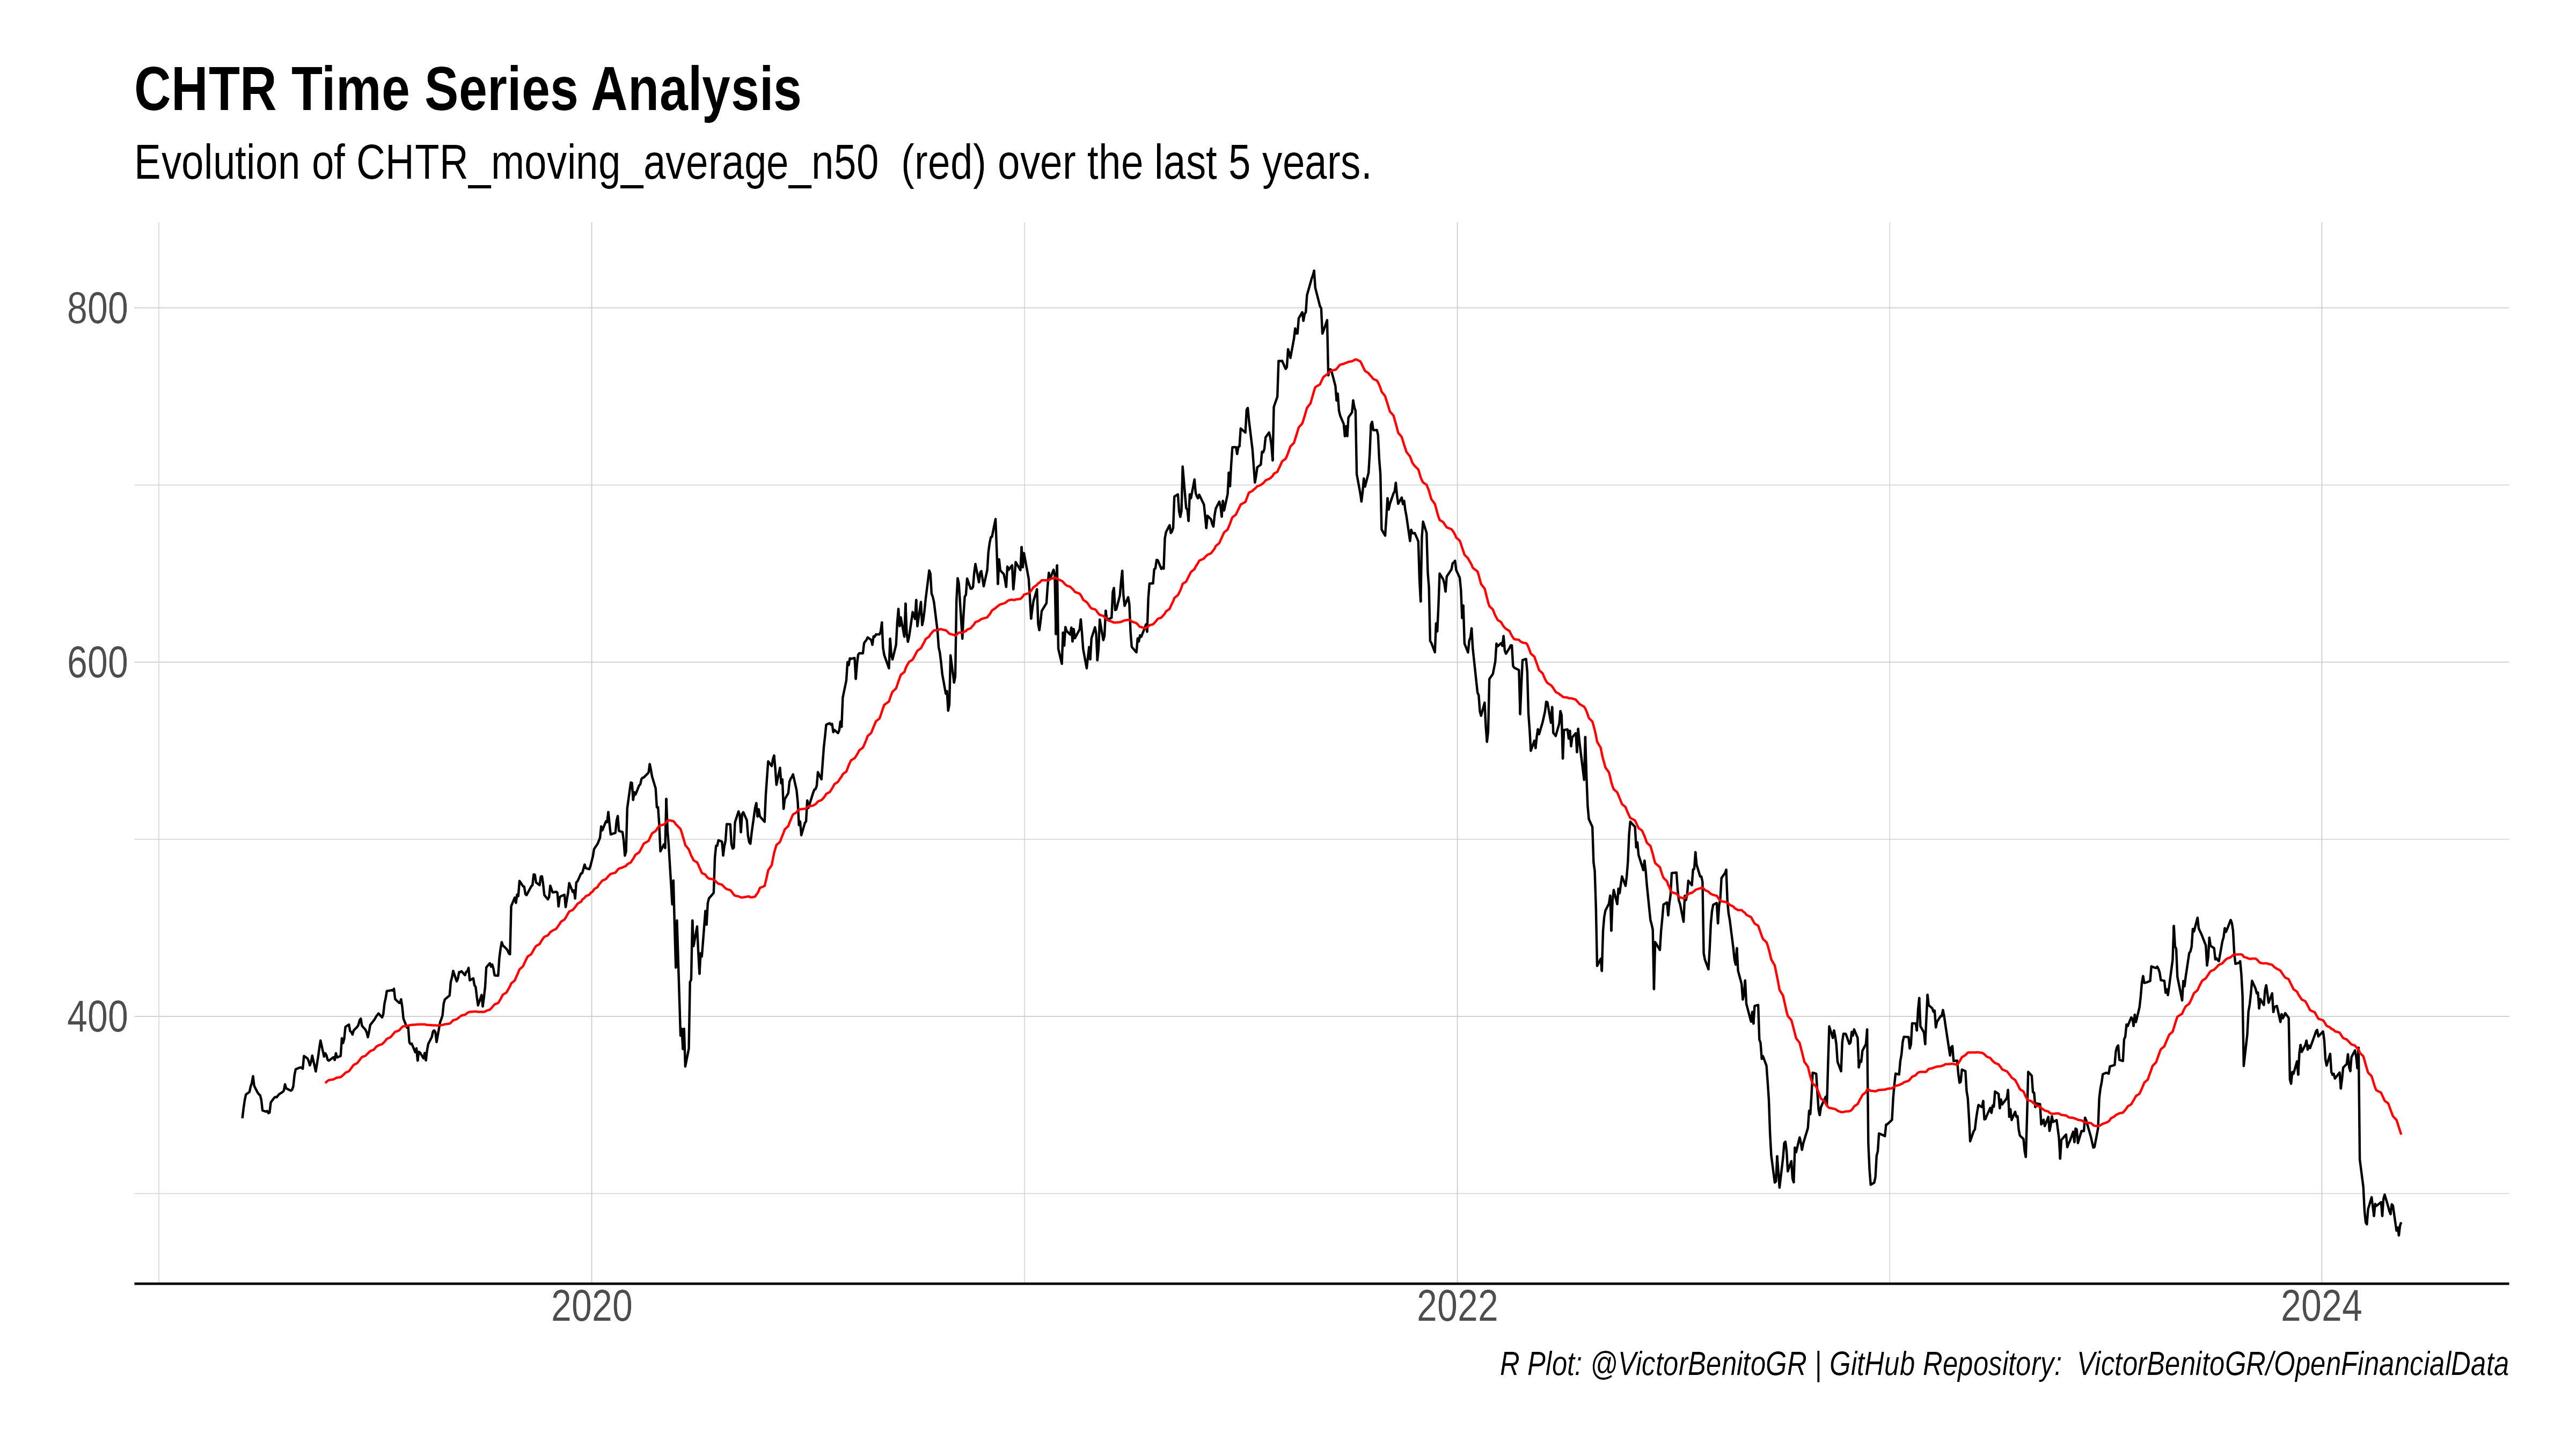 CHTR Time Series Analysis
Evolution of CHTR_moving_average_n50  (red) over the last 5 years.
800
600
400
2020
2022
2024
R Plot: @VictorBenitoGR | GitHub Repository:  VictorBenitoGR/OpenFinancialData